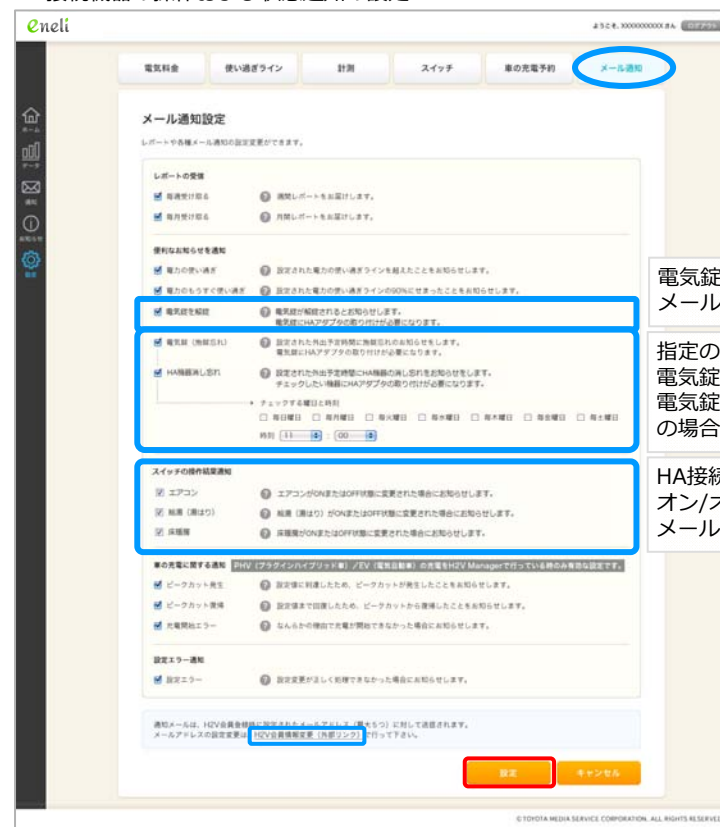 eneli
ようこそ, XXXXXXXXXX さん
電気料金 使い過ぎライン 計測 スイッチ 車の充電予約 メール通知
ホーム
データ
通知
お知らせ
設定
メール通知設定
レポートや各種メール通知の設定変更ができます。
レポートの受信
毎週受け取る ? 週間レポートをお届けします。
毎月受け取る ? 月間レポートをお届けします。
便利なお知らせを通知
電力の使い過ぎ ? 設定された電力の使い過ぎラインを超えたことをお知らせします。
電力のもうすぐ使い過ぎ ? 設定された電力の使い過ぎラインの90%にせまったことをお知らせします。
電気錠を解錠 ? 電気錠が解錠されるとお知らせします。
電気錠にHAアダプタの取り付けが必要になります。
電気錠(施錠忘れ) ? 設定された外出予定時間に施錠忘れのお知らせをします。
電気錠にHAアダプタの取り付けが必要になります。
HA機器消し忘れ ? 設定された外出予定時間にHA機器の消し忘れをお知らせをします。
チェックしたい機器にHAアダプタの取り付けが必要になります。
チェックする曜日と時刻
毎日曜日 毎月曜日 毎火曜日 毎水曜日 毎木曜日 毎金曜日 毎土曜日
時刻 11 : 00
スイッチの操作結果通知
エアコン ? エアコンがONまたはOFF状態に変更された場合にお知らせします。
給湯(湯はり) ? 給湯(湯はり)がONまたはOFF状態に変更された場合にお知らせします。
床暖房 ? 床暖房がONまたはOFF状態に変更された場合にお知らせします。
車の充電に関する通知 PHV(プラグインハイブリッド車)/EV(電気自動車)の充電をH2V Managerで行っている時のみ有効な設定です。
ピークカット発生 ? 設定値に到達したため、ピークカットが発生したことをお知らせします。
ピークカット復帰 ? 設定値まで回復したため、ピークカットから復帰したことをお知らせします。
充電開始エラー ? なんらかの理由で充電が開始できなかった場合にお知らせします。
設定エラー通知
設定エラー ? 設定変更が正しく処理できなかった場合にお知らせします。
通知メールは、H2V会員登録時に設定されたメールアドレス(最大5つ)に対して送信されます。
メールアドレスの設定変更は H2V会員情報変更(外部リンク) で行って下さい。
設定 キャンセル
© TOYOTA MEDIA SERVICE CORPORATION. ALL RIGHTS RESERVED
電気錠
メール
指定の
電気錠
電気錠
の場合
HA接続
オン/オ
メール